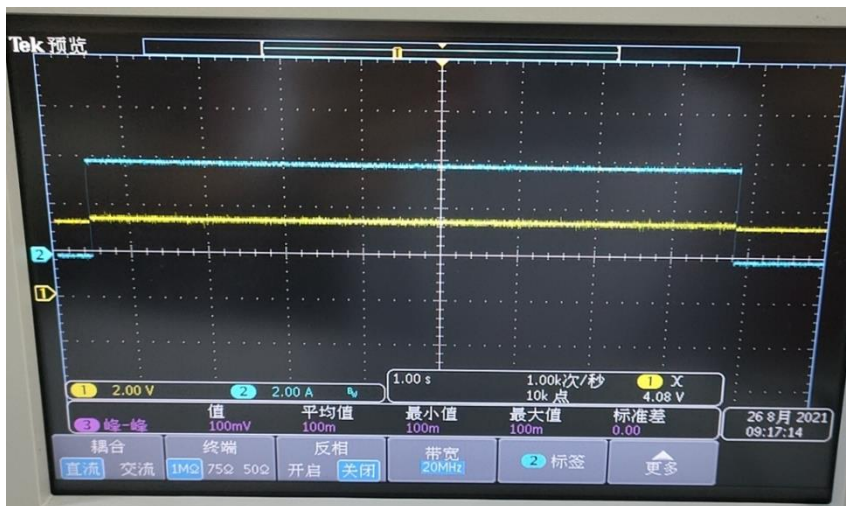 Tek 预览
T
2
1
1 2.00 V 2 2.00 A Bw
1.00 s 1.00k次/秒 1 X
10k 点 4.08 V
值 平均值 最小值 最大值 标准差
3 峰-峰 100mV 100m 100m 100m 0.00
26 8月 2021
09:17:14
耦合 终端 反相 带宽 2 标签 更多
直流 交流 1MΩ 75Ω 50Ω 开启 关闭 20MHz